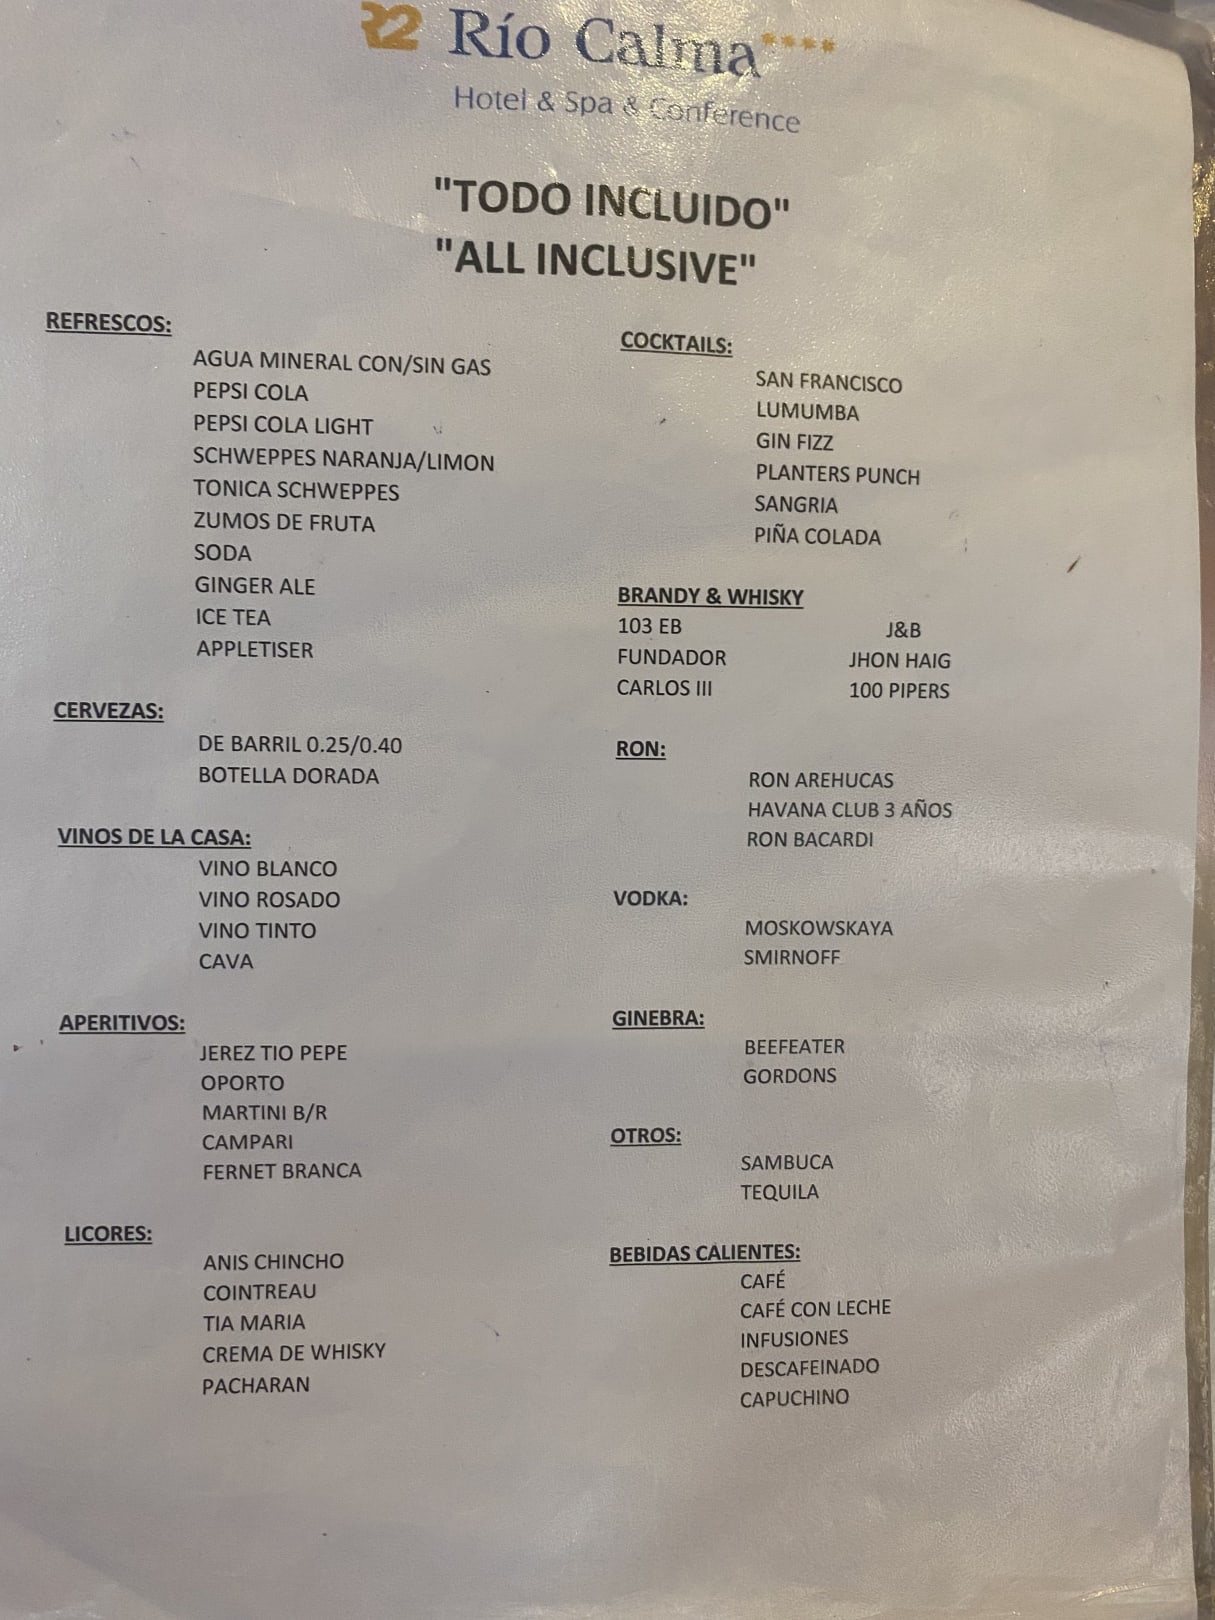 R2 Río Calma****
Hotel & Spa & Conference
"TODO INCLUIDO"
"ALL INCLUSIVE"
REFRESCOS:
AGUA MINERAL CON/SIN GAS
PEPSI COLA
PEPSI COLA LIGHT
SCHWEPPES NARANJA/LIMON
TONICA SCHWEPPES
ZUMOS DE FRUTA
SODA
GINGER ALE
ICE TEA
APPLETISER
CERVEZAS:
DE BARRIL 0.25/0.40
BOTELLA DORADA
VINOS DE LA CASA:
VINO BLANCO
VINO ROSADO
VINO TINTO
CAVA
APERITIVOS:
JEREZ TIO PEPE
OPORTO
MARTINI B/R
CAMPARI
FERNET BRANCA
LICORES:
ANIS CHINCHO
COINTREAU
TIA MARIA
CREMA DE WHISKY
PACHARAN
COCKTAILS:
SAN FRANCISCO
LUMUMBA
GIN FIZZ
PLANTERS PUNCH
SANGRIA
PIÑA COLADA
BRANDY & WHISKY
103 EB J&B
FUNDADOR JHON HAIG
CARLOS III 100 PIPERS
RON:
RON AREHUCAS
HAVANA CLUB 3 AÑOS
RON BACARDI
VODKA:
MOSKOWSKAYA
SMIRNOFF
GINEBRA:
BEEFEATER
GORDONS
OTROS:
SAMBUCA
TEQUILA
BEBIDAS CALIENTES:
CAFÉ
CAFÉ CON LECHE
INFUSIONES
DESCAFEINADO
CAPUCHINO